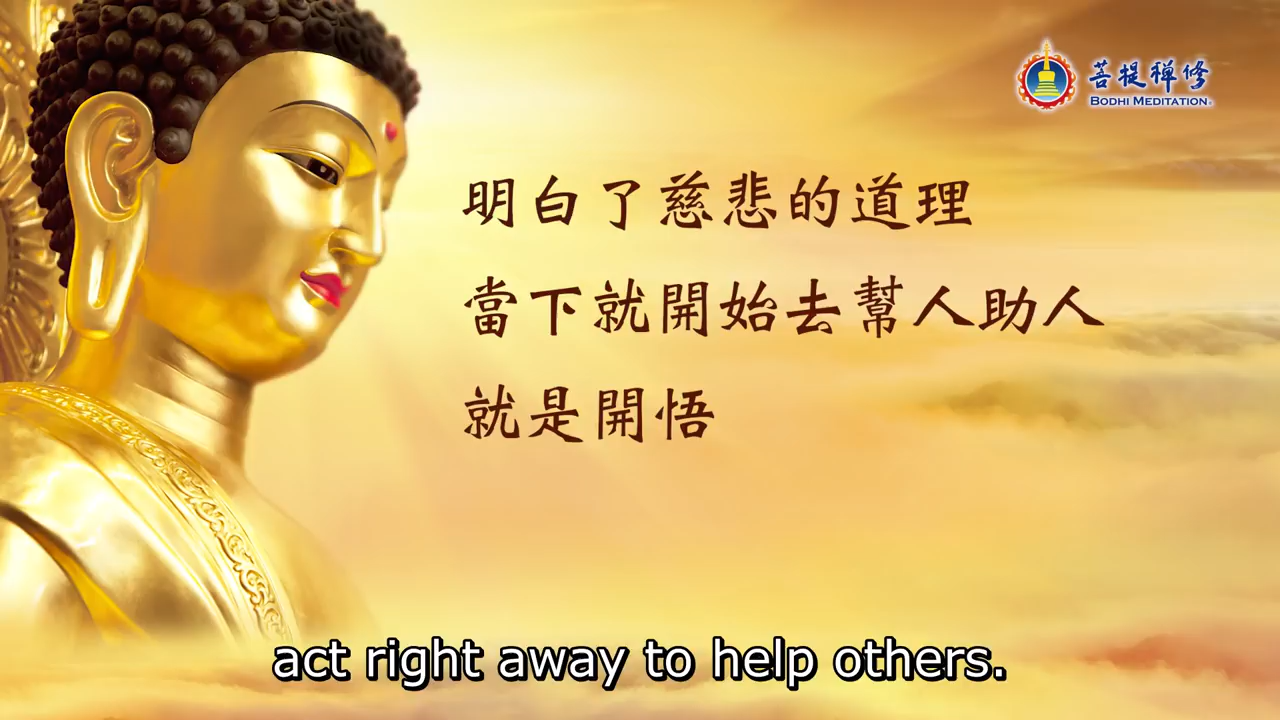 菩提禪修
BODHI MEDITATION®
明白了慈悲的道理
當下就開始去幫人助人
就是開悟
act right away to help others.